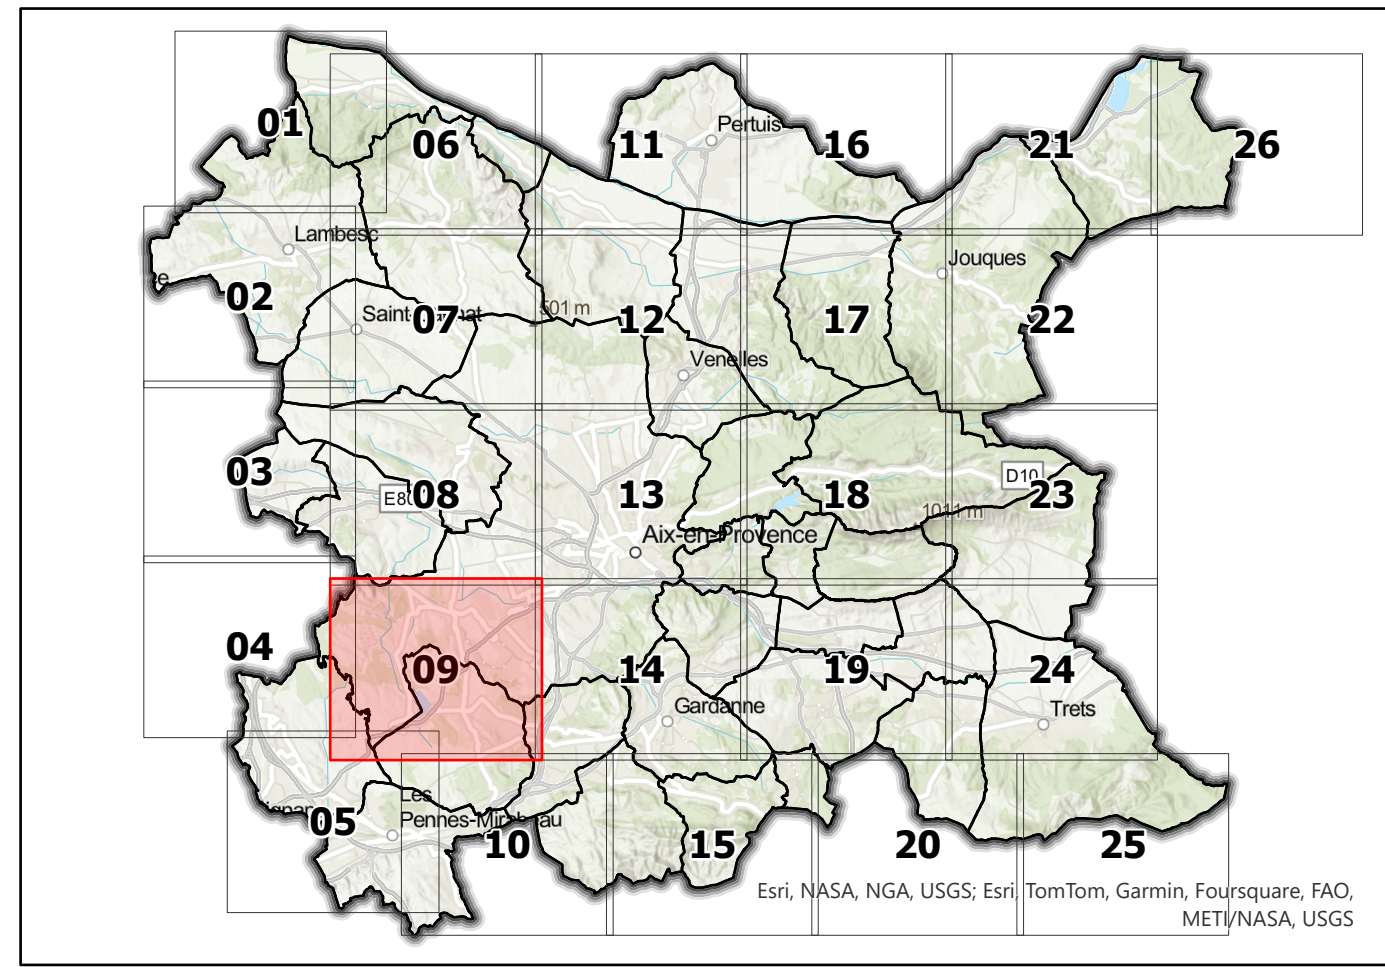 01
06
11
Pertuis
16
21
26
Lambesc
02
07
501 m
12
17
Jouques
22
Venelles
03
E80
08
13
18
D10
23
1011 m
Aix-en-Provence
04
09
14
19
24
Gardanne
Trets
05
Les
Pennes-Mirabeau
10
15
20
25
Esri, NASA, NGA, USGS; Esri, TomTom, Garmin, Foursquare, FAO,
METI/NASA, USGS